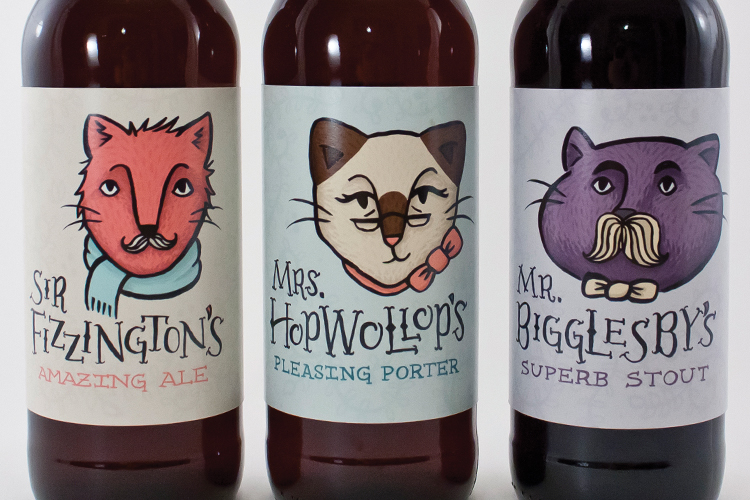 SIR
FIZZINGTON'S
AMAZING ALE
MRS.
HOPWOLLOP'S
PLEASING PORTER
MR.
BIGGLESBY'S
SUPERB STOUT